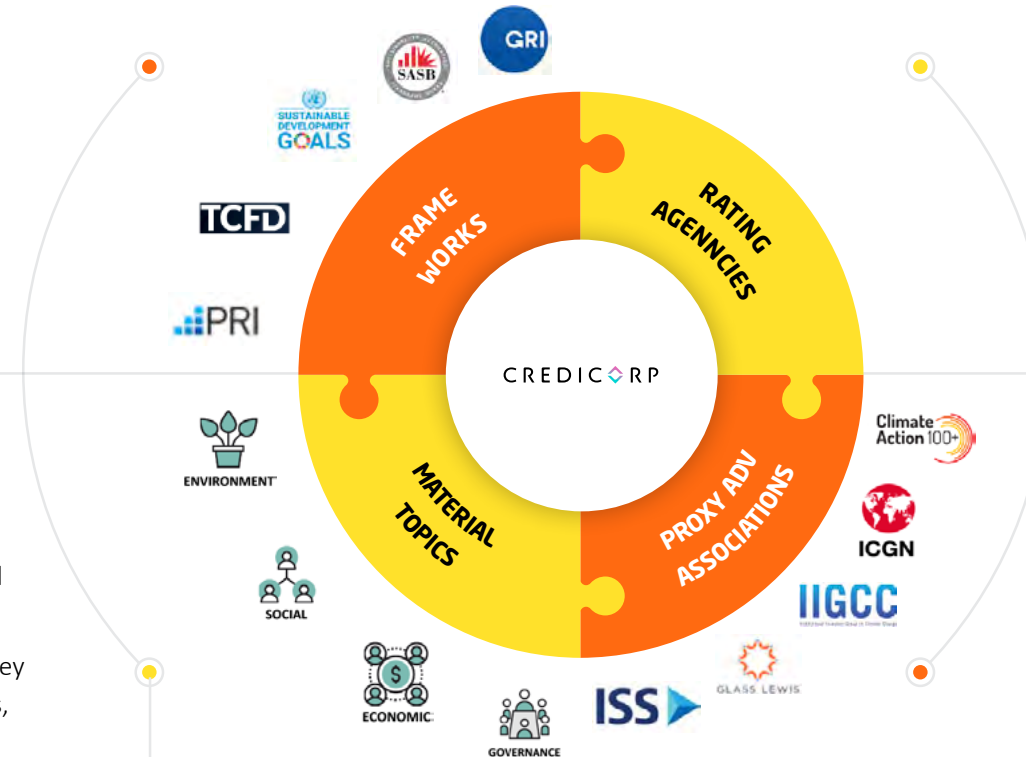 GRI
SASB
SUSTAINABLE
DEVELOPMENT
GOALS
TCFD
PRI
FRAME
WORKS
RATING
AGENNCIES
CREDICORP
MATERIAL
TOPICS
PROXY ADV
ASSOCIATIONS
ENVIRONMENT
SOCIAL
ECONOMIC
GOVERNANCE
Climate
Action 100+
ICGN
IIGCC
GLASS LEWIS
ISS
ey